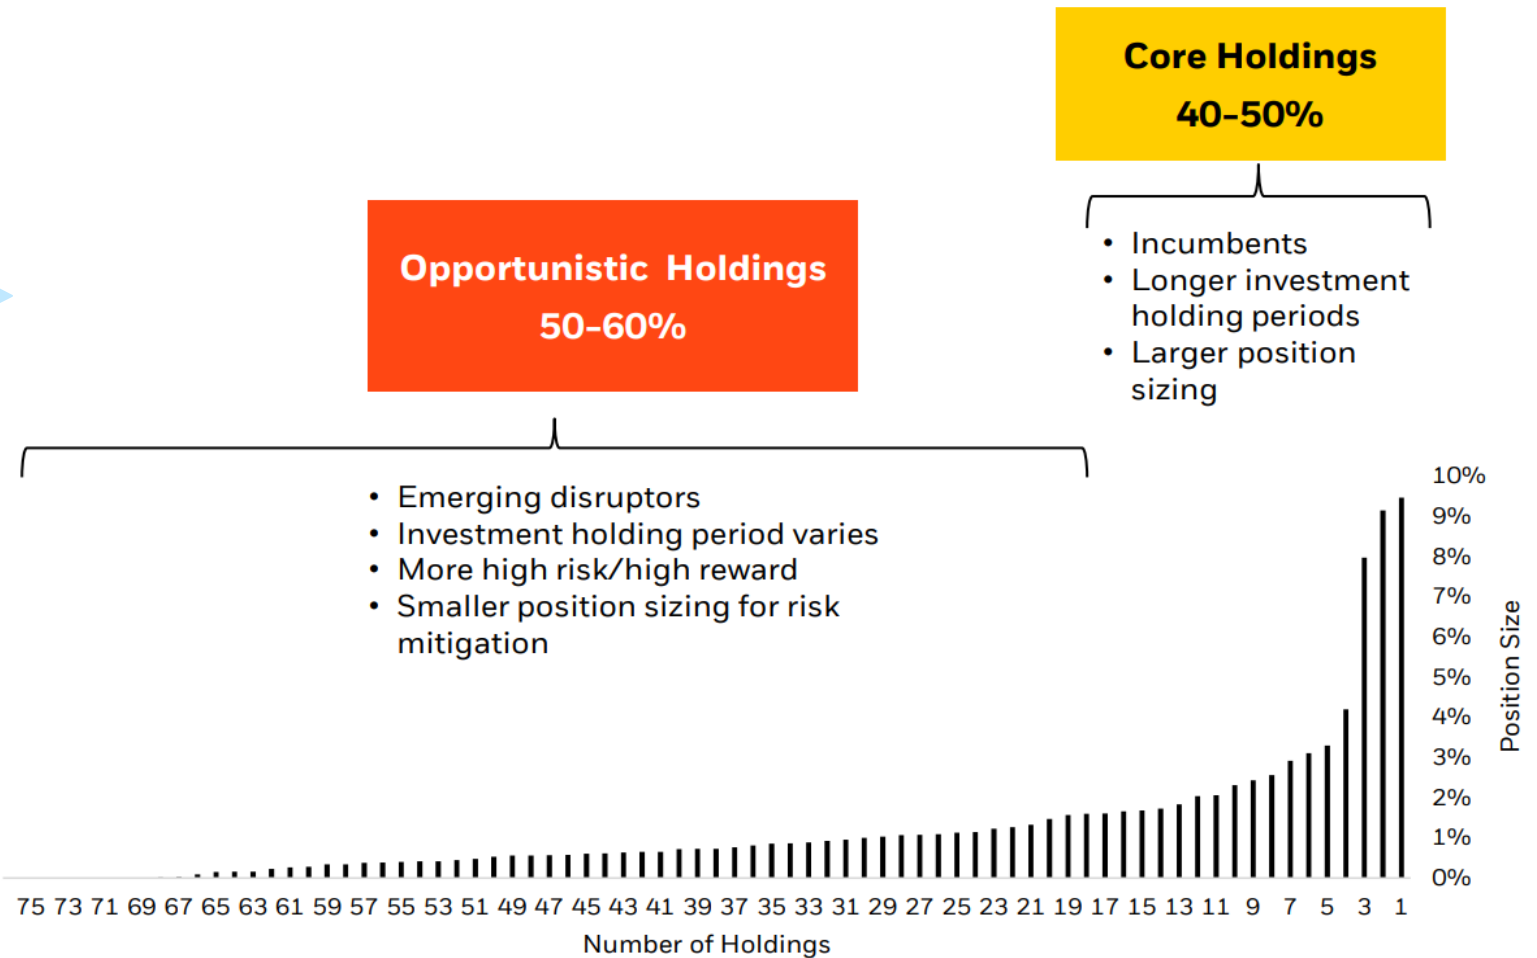 Core Holdings
40-50%
• Incumbents
• Longer investment
holding periods
• Larger position
sizing
Opportunistic Holdings
50-60%
• Emerging disruptors
• Investment holding period varies
• More high risk/high reward
• Smaller position sizing for risk
mitigation
10%
9%
8%
7%
6%
5%
4%
3%
2%
1%
0%
Position Size
75 73 71 69 67 65 63 61 59 57 55 53 51 49 47 45 43 41 39 37 35 33 31 29 27 25 23 21 19 17 15 13 11 9 7 5 3 1
Number of Holdings